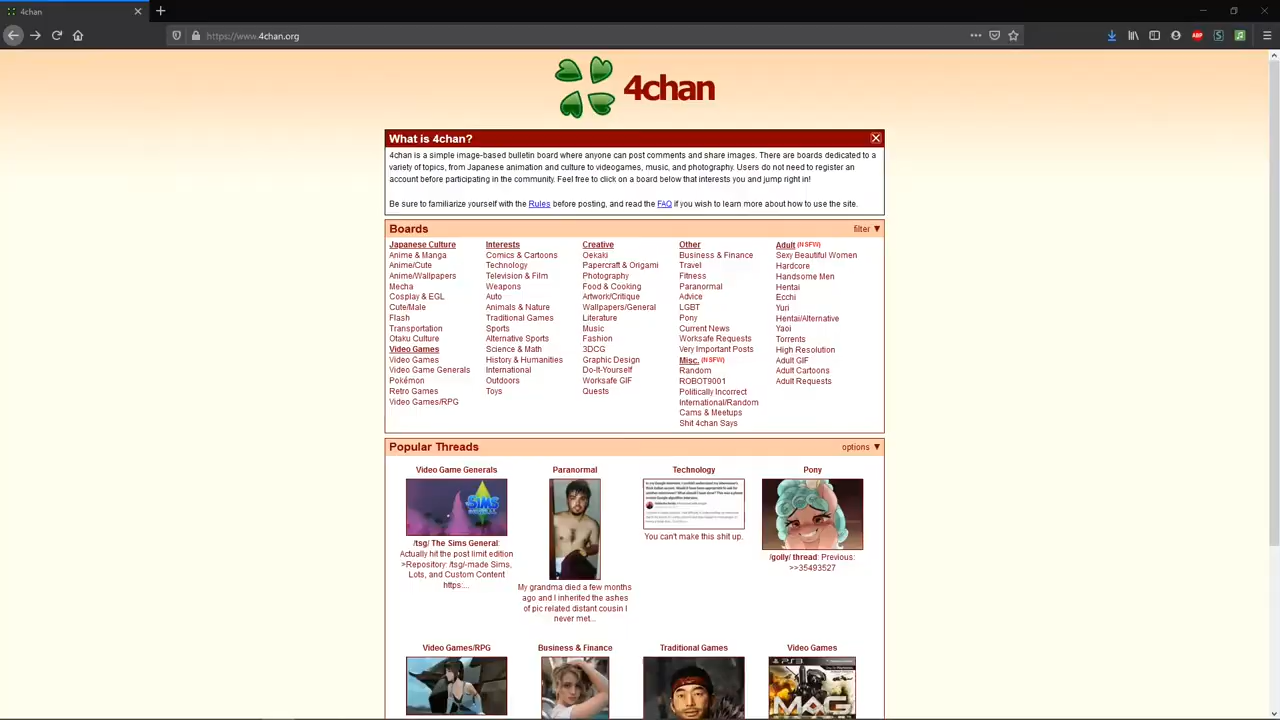 4chan
https://www.4chan.org
4chan
What is 4chan?
4chan is a simple image-based bulletin board where anyone can post comments and share images. There are boards dedicated to a
variety of topics, from Japanese animation and culture to videogames, music, and photography. Users do not need to register an
account before participating in the community. Feel free to click on a board below that interests you and jump right in!
Be sure to familiarize yourself with the Rules before posting, and read the FAQ if you wish to learn more about how to use the site.
Boards
filter ▼
Japanese Culture
Anime & Manga
Anime/Cute
Anime/Wallpapers
Mecha
Cosplay & EGL
Cute/Male
Flash
Transportation
Otaku Culture
Video Games
Video Games
Video Game Generals
Pokémon
Retro Games
Video Games/RPG
Interests
Comics & Cartoons
Technology
Television & Film
Weapons
Auto
Animals & Nature
Traditional Games
Sports
Alternative Sports
Science & Math
History & Humanities
International
Outdoors
Toys
Creative
Oekaki
Papercraft & Origami
Photography
Food & Cooking
Artwork/Critique
Wallpapers/General
Literature
Music
Fashion
3DCG
Graphic Design
Do-It-Yourself
Worksafe GIF
Quests
Other
Business & Finance
Travel
Fitness
Paranormal
Advice
LGBT
Pony
Current News
Worksafe Requests
Very Important Posts
Misc. (NSFW)
Random
ROBOT9001
Politically Incorrect
International/Random
Cams & Meetups
Shit 4chan Says
Adult (NSFW)
Sexy Beautiful Women
Hardcore
Handsome Men
Hentai
Ecchi
Yuri
Hentai/Alternative
Yaoi
Torrents
High Resolution
Adult GIF
Adult Cartoons
Adult Requests
Popular Threads
options ▼
Video Game Generals
SIMS
/tsg/ The Sims General:
Actually hit the post limit edition
>Repository: /tsg/-made Sims,
Lots, and Custom Content
https:...
Paranormal
My grandma died a few months
ago and I inherited the ashes
of pic related distant cousin I
never met...
Technology
You can't make this shit up.
Pony
/golly/ thread: Previous:
>>35493527
Video Games/RPG
Business & Finance
Traditional Games
Video Games
PS3
MAG